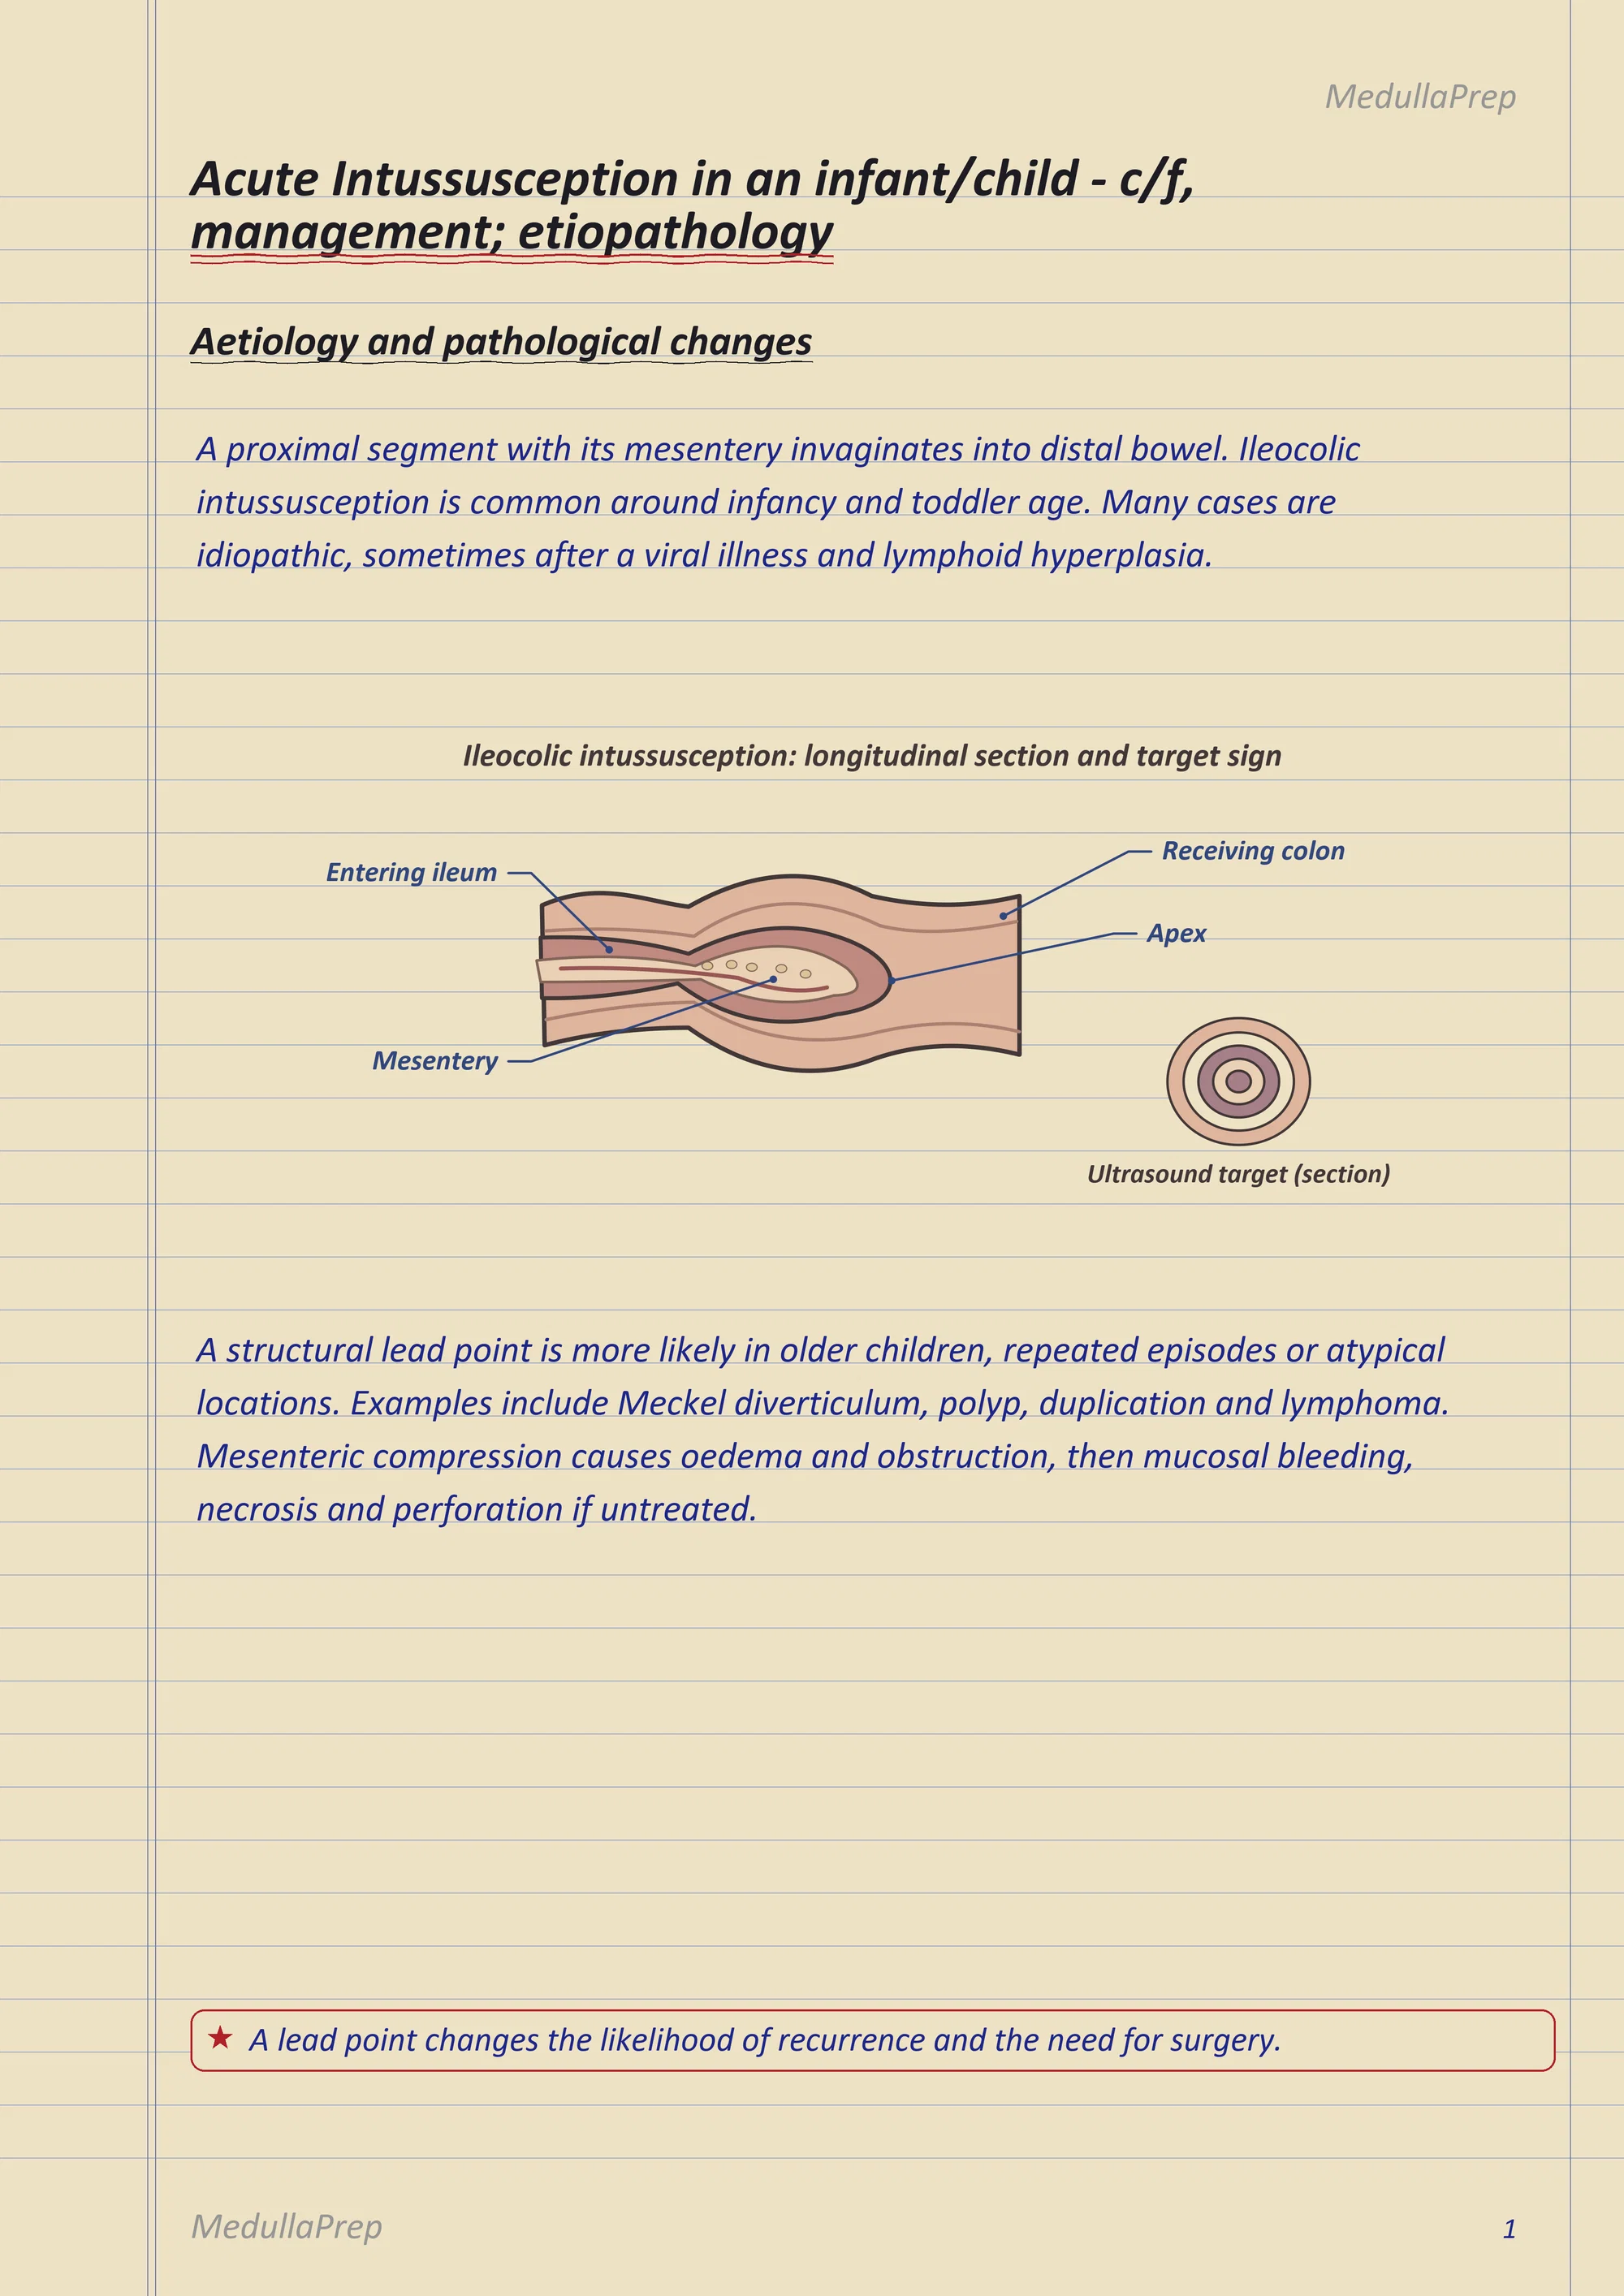 MedullaPrep
Acute Intussusception in an infant/child - c/f,
management; etiopathology
Aetiology and pathological changes
A proximal segment with its mesentery invaginates into distal bowel. Ileocolic
intussusception is common around infancy and toddler age. Many cases are
idiopathic, sometimes after a viral illness and lymphoid hyperplasia.
Ileocolic intussusception: longitudinal section and target sign
Receiving colon
Entering ileum
Apex
Mesentery
Ultrasound target (section)
A structural lead point is more likely in older children, repeated episodes or atypical
locations. Examples include Meckel diverticulum, polyp, duplication and lymphoma.
Mesenteric compression causes oedema and obstruction, then mucosal bleeding,
necrosis and perforation if untreated.
★ A lead point changes the likelihood of recurrence and the need for surgery.
MedullaPrep
1